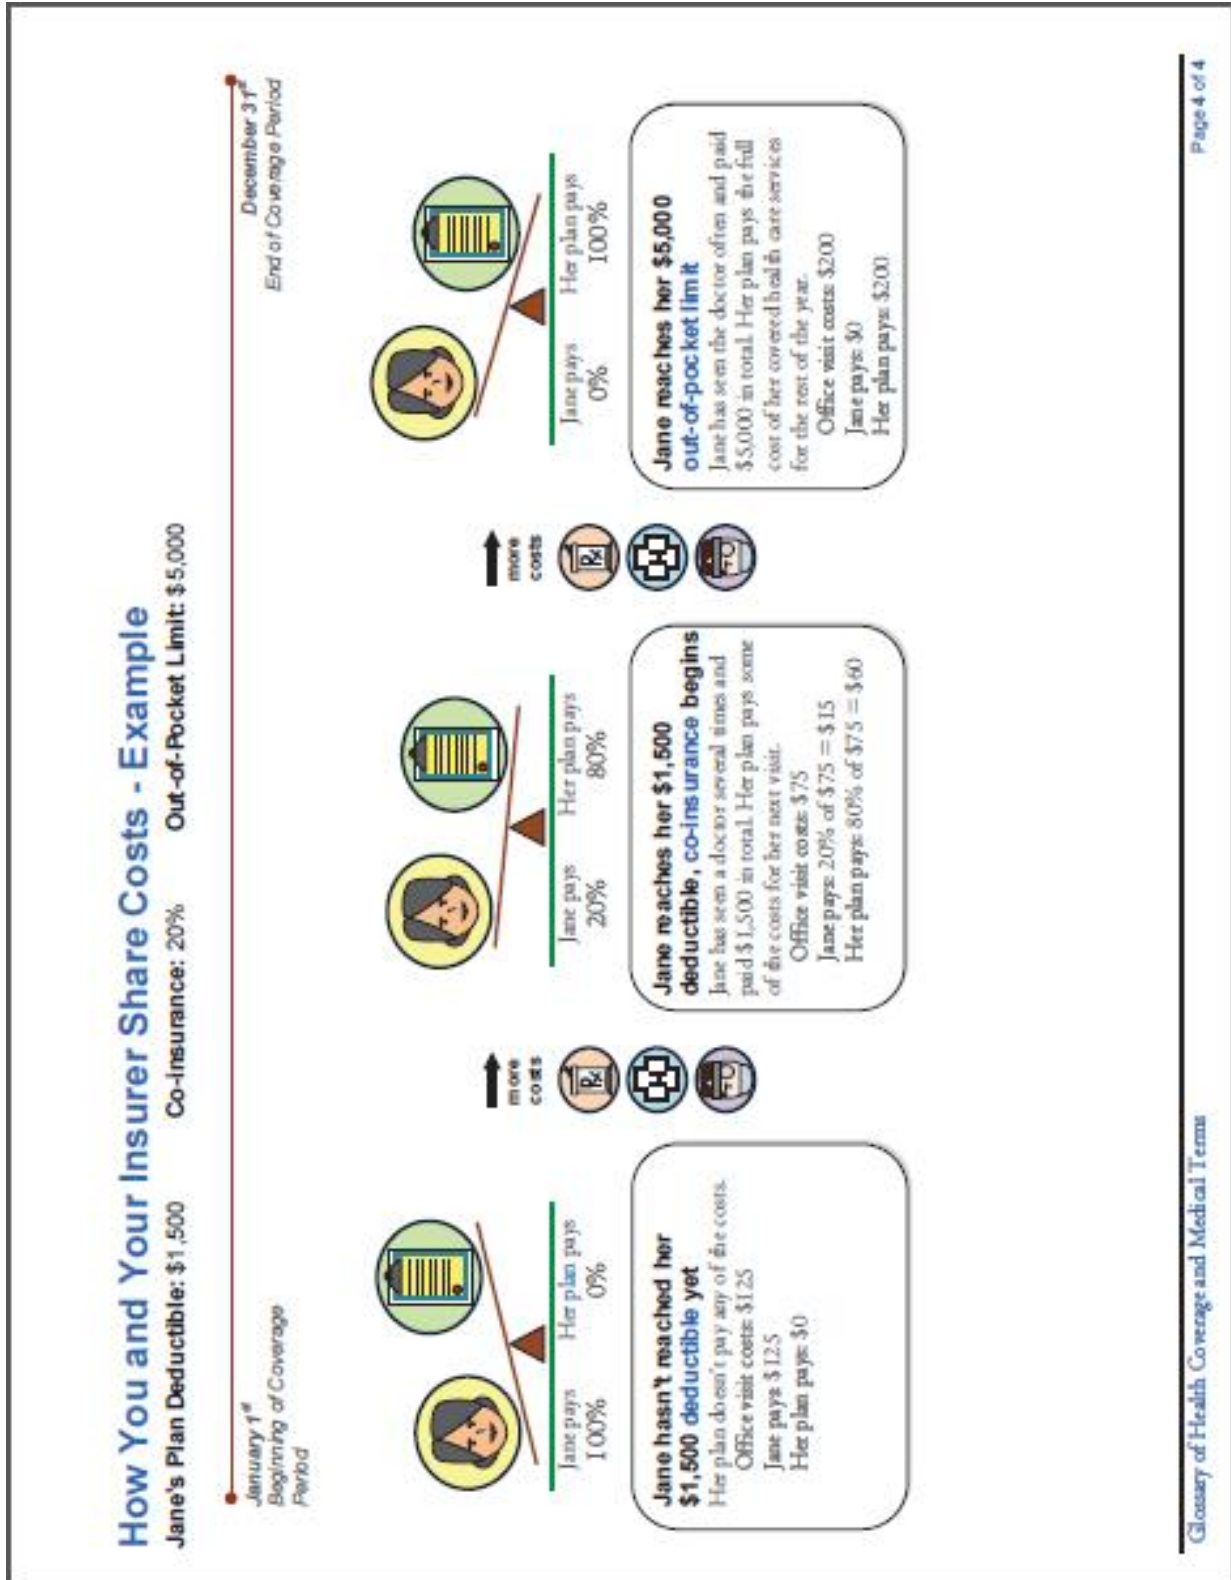 How You and Your Insurer Share Costs - Example
Jane's Plan Deductible: $1,500 Co-Insurance: 20% Out-of-Pocket Limit: $5,000
January 1st
Beginning of Coverage
Period
December 31st
End of Coverage Period
Jane pays
100%
Her plan pays
0%
Jane hasn't reached her
$1,500 deductible yet
Her plan doesn't pay any of the costs.
Office visit costs: $125
Jane pays: $125
Her plan pays: $0
more
costs
Rx
H
Jane pays
20%
Her plan pays
80%
Jane reaches her $1,500
deductible, co-insurance begins
Jane has seen a doctor several times and
paid $1,500 in total. Her plan pays some
of the costs for her next visit.
Office visit costs: $75
Jane pays: 20% of $75 = $15
Her plan pays: 80% of $75 = $60
more
costs
Rx
H
Jane pays
0%
Her plan pays
100%
Jane reaches her $5,000
out-of-pocket limit
Jane has seen the doctor often and paid
$5,000 in total. Her plan pays the full
cost of her covered health care services
for the rest of the year.
Office visit costs: $200
Jane pays: $0
Her plan pays: $200
Glossary of Health Coverage and Medical Terms
Page 4 of 4